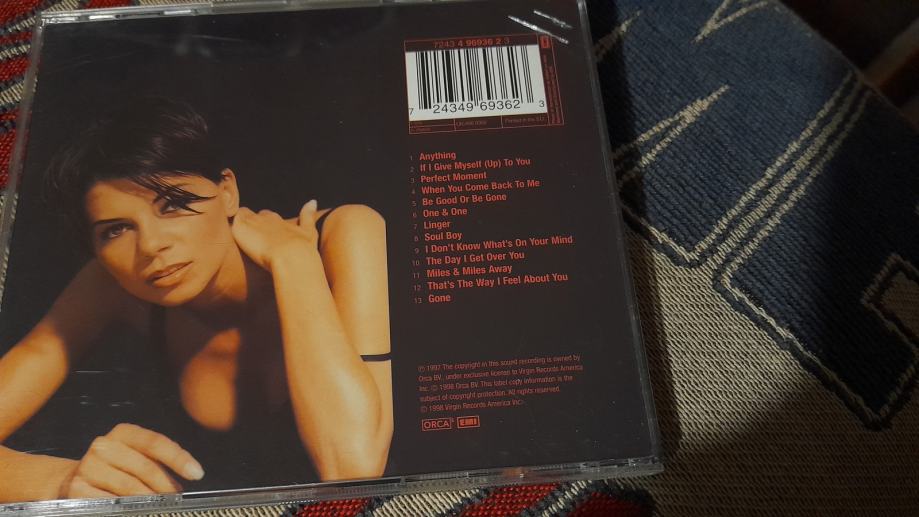 7243 4 96936 2 3
7 24349 69362 3
Printed in the E.U.
1 Anything
2 If I Give Myself (Up) To You
3 Perfect Moment
4 When You Come Back To Me
5 Be Good Or Be Gone
6 One & One
7 Linger
8 Soul Boy
9 I Don't Know What's On Your Mind
10 The Day I Get Over You
11 Miles & Miles Away
12 That's The Way I Feel About You
13 Gone
℗ 1997 The copyright in this sound recording is owned by
Orca BV., under exclusive license to Virgin Records America
Inc. © 1998 Orca BV. This label copy information is the
subject of copyright protection. All rights reserved.
© 1998 Virgin Records America Inc.
ORCA EMI